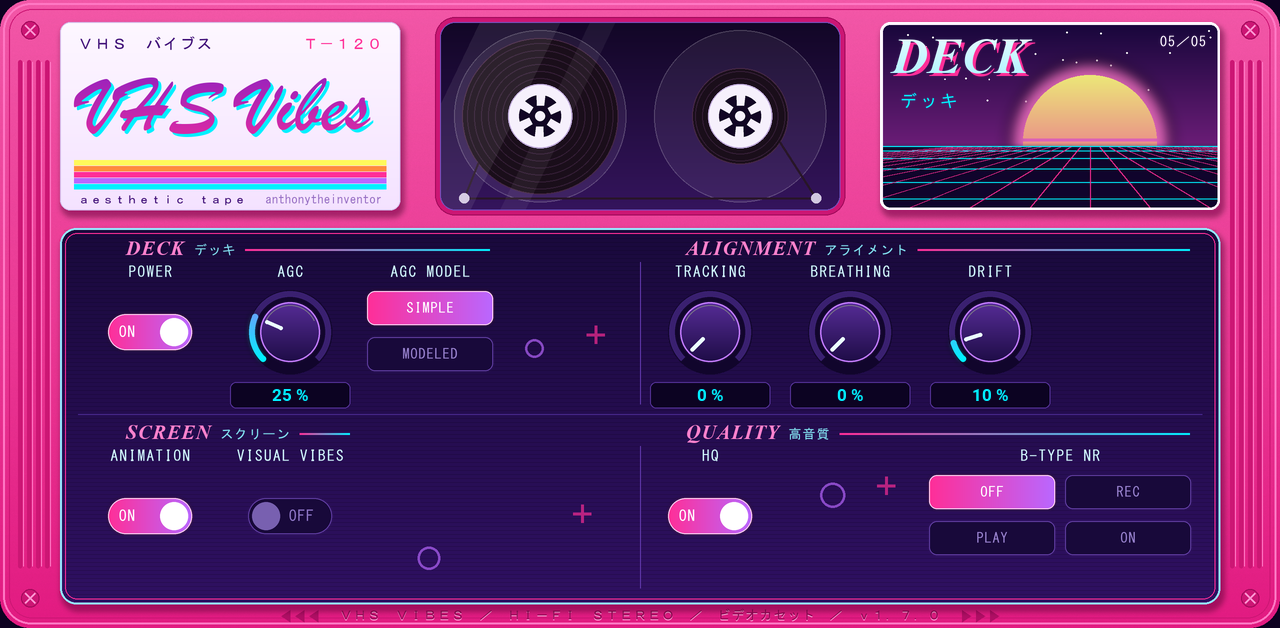 VHS バイブス
T－120
VHS Vibes
aesthetic tape
anthonytheinventor
DECK
05／05
デッキ
DECK デッキ
ALIGNMENT アライメント
POWER
AGC
AGC MODEL
TRACKING
BREATHING
DRIFT
SIMPLE
ON
MODELED
25 %
0 %
0 %
10 %
SCREEN スクリーン
QUALITY 高音質
ANIMATION
VISUAL VIBES
HQ
B-TYPE NR
OFF
REC
ON
OFF
ON
PLAY
ON
VHS VIBES ／ HI－FI STEREO ／ ビデオカセット ／ v1.7.0